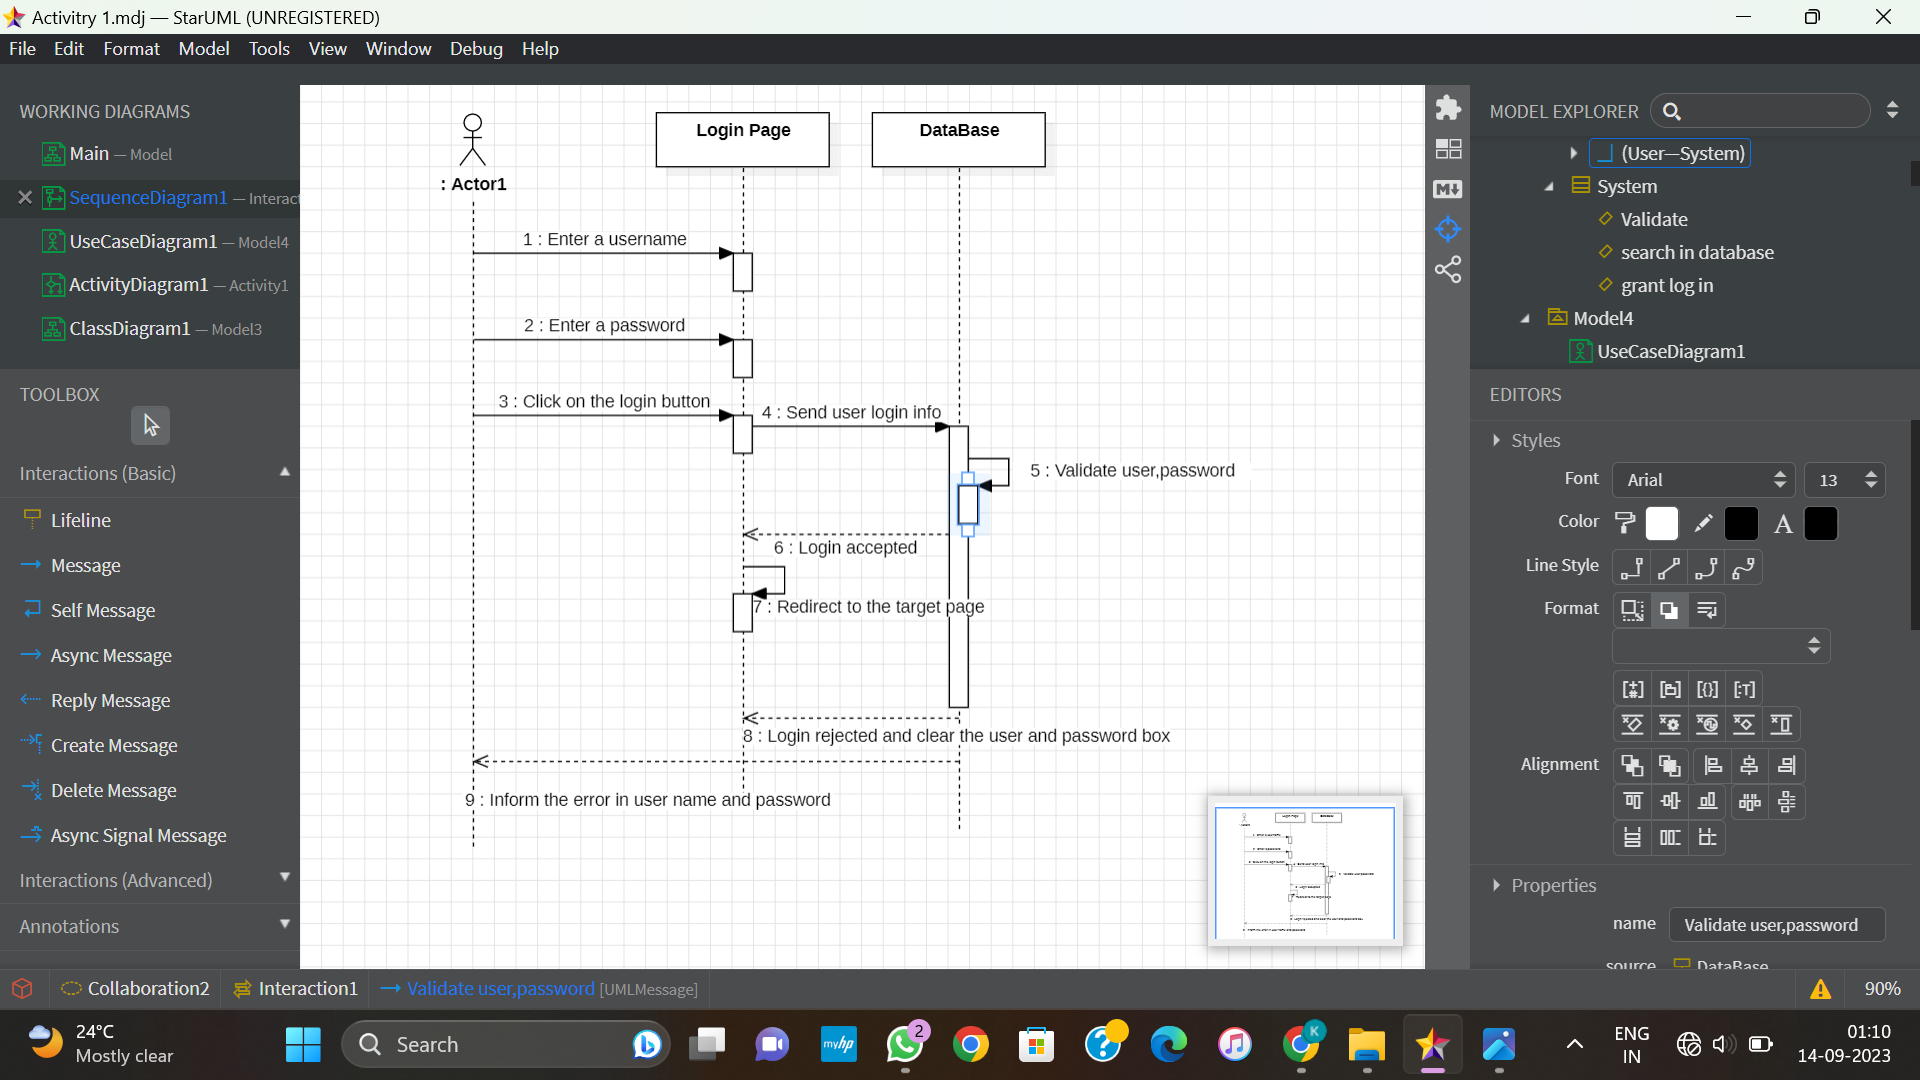 Activitry 1.mdj — StarUML (UNREGISTERED)
File Edit Format Model Tools View Window Debug Help
WORKING DIAGRAMS
Main — Model
SequenceDiagram1 — Interact
UseCaseDiagram1 — Model4
ActivityDiagram1 — Activity1
ClassDiagram1 — Model3
TOOLBOX
Interactions (Basic)
Lifeline
Message
Self Message
Async Message
Reply Message
Create Message
Delete Message
Async Signal Message
Interactions (Advanced)
Annotations
: Actor1
Login Page
DataBase
1 : Enter a username
2 : Enter a password
3 : Click on the login button
4 : Send user login info
5 : Validate user,password
6 : Login accepted
7 : Redirect to the target page
8 : Login rejected and clear the user and password box
9 : Inform the error in user name and password
MODEL EXPLORER
(User—System)
System
Validate
search in database
grant log in
Model4
UseCaseDiagram1
EDITORS
Styles
Font Arial 13
Color A
Line Style
Format
Alignment
Properties
name Validate user,password
source DataBase
Collaboration2 Interaction1 Validate user,password [UMLMessage]
90%
24°C
Mostly clear
Search
myhp
2
K
ENG
IN
01:10
14-09-2023